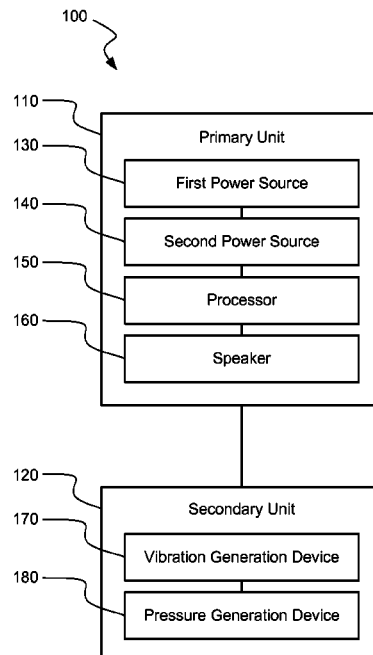 100
110
Primary Unit
130
First Power Source
140
Second Power Source
150
Processor
160
Speaker
120
Secondary Unit
170
Vibration Generation Device
180
Pressure Generation Device